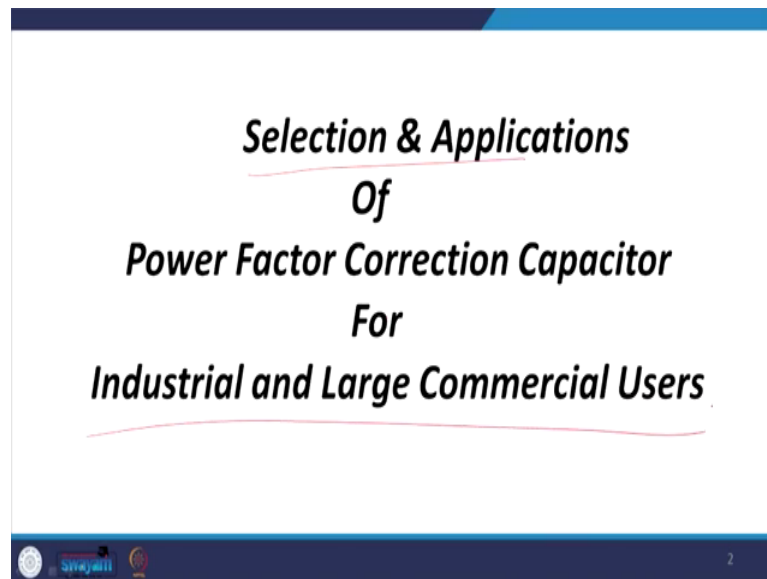 Selection & Applications
Of
Power Factor Correction Capacitor
For
Industrial and Large Commercial Users
swayam
2